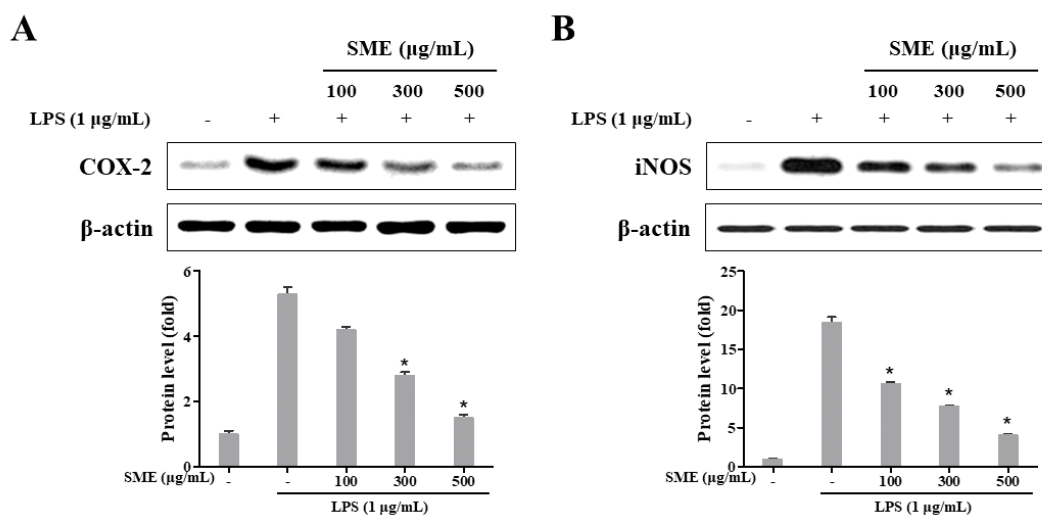 A
SME (μg/mL)
100 300 500
LPS (1 μg/mL) - + + + +
COX-2
β-actin
Protein level (fold)
6
4
2
0
*
*
SME (μg/mL) - - 100 300 500
LPS (1 μg/mL)
B
SME (μg/mL)
100 300 500
LPS (1 μg/mL) - + + + +
iNOS
β-actin
Protein level (fold)
25
20
15
10
5
0
*
*
*
SME (μg/mL) - - 100 300 500
LPS (1 μg/mL)